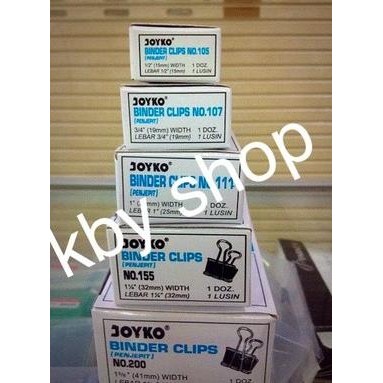 JOYKO®
BINDER CLIPS NO.105
(PENJEPIT)
1/2" (15mm) WIDTH 1 DOZ.
LEBAR 1/2" (15mm) 1 LUSIN
JOYKO®
BINDER CLIPS NO.107
(PENJEPIT)
3/4" (19mm) WIDTH 1 DOZ.
LEBAR 3/4" (19mm) 1 LUSIN
JOYKO®
BINDER CLIPS NO.111
(PENJEPIT)
1" WIDTH 1 DOZ.
LEBAR 1" (25mm) 1 LUSIN
JOYKO®
BINDER CLIPS
(PENJEPIT)
NO.155
1¼" (32mm) WIDTH 1 DOZ.
LEBAR 1¼" (32mm) 1 LUSIN
JOYKO®
BINDER CLIPS
(PENJEPIT)
NO.200
(41mm) WIDTH 1 DOZ.
kby shop